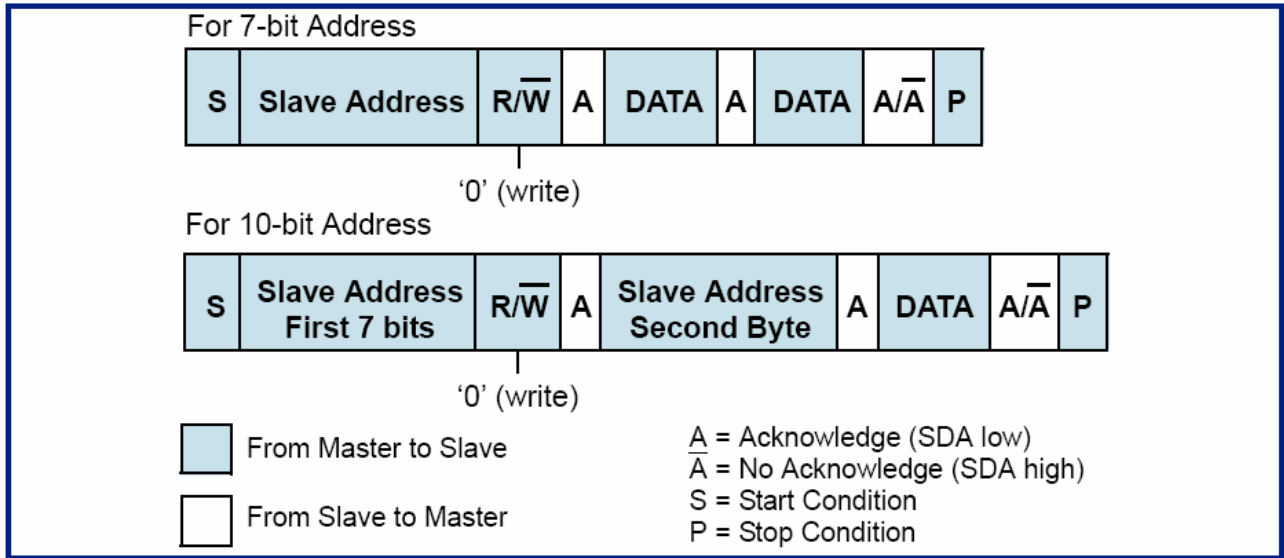 For 7-bit Address
S Slave Address R/W̅ A DATA A DATA A/A̅ P
‘0’ (write)
For 10-bit Address
S Slave Address First 7 bits R/W̅ A Slave Address Second Byte A DATA A/A̅ P
‘0’ (write)
From Master to Slave
From Slave to Master
A = Acknowledge (SDA low)
A̅ = No Acknowledge (SDA high)
S = Start Condition
P = Stop Condition